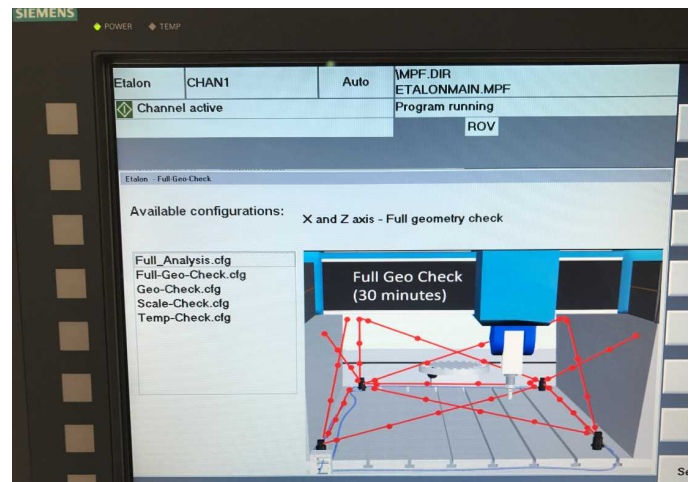 SIEMENS
POWER TEMP
Etalon CHAN1 Auto \MPF.DIR
ETALONMAIN.MPF
Channel active Program running
ROV
Etalon - Full-Geo-Check
Available configurations: X and Z axis - Full geometry check
Full_Analysis.cfg
Full-Geo-Check.cfg
Geo-Check.cfg
Scale-Check.cfg
Temp-Check.cfg
Full Geo Check
(30 minutes)
Se